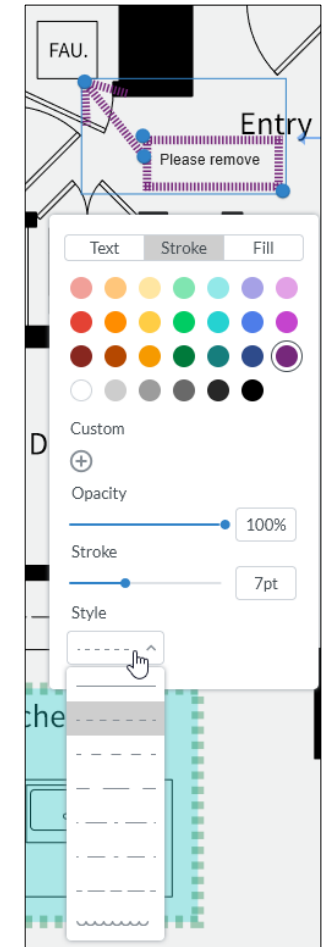 FAU.
Entry
Please remove
Text Stroke Fill
D
Custom
Opacity
100%
Stroke
7pt
Style
che